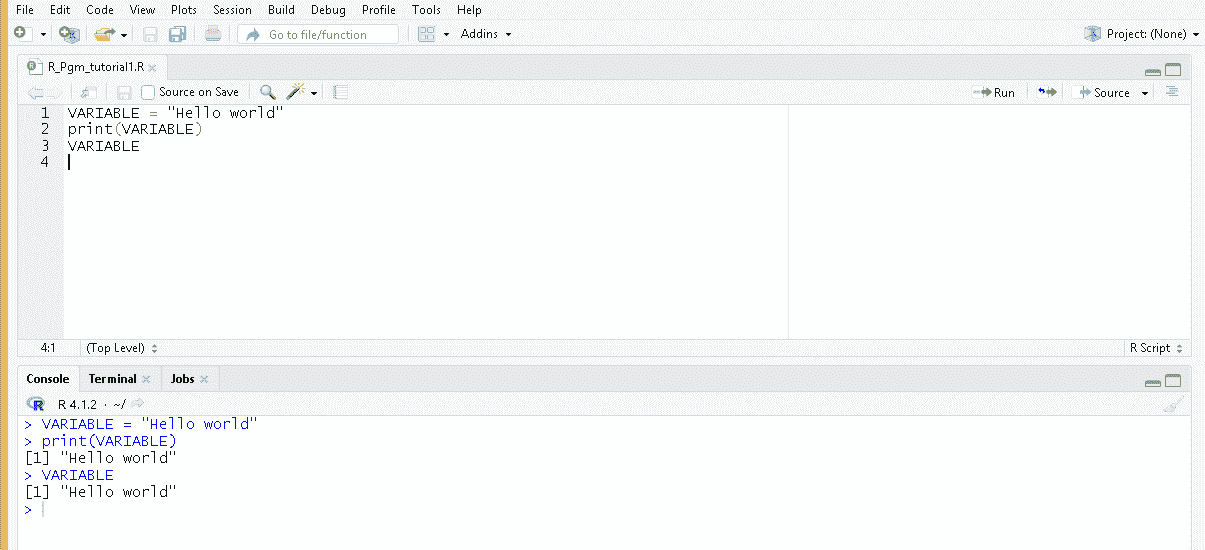 File Edit Code View Plots Session Build Debug Profile Tools Help
Go to file/function Addins Project: (None)
R_Pgm_tutorial1.R
Source on Save Run Source
1 VARIABLE = "Hello world"
2 print(VARIABLE)
3 VARIABLE
4
4:1 (Top Level) R Script
Console Terminal Jobs
R R 4.1.2 · ~/
> VARIABLE = "Hello world"
> print(VARIABLE)
[1] "Hello world"
> VARIABLE
[1] "Hello world"
>